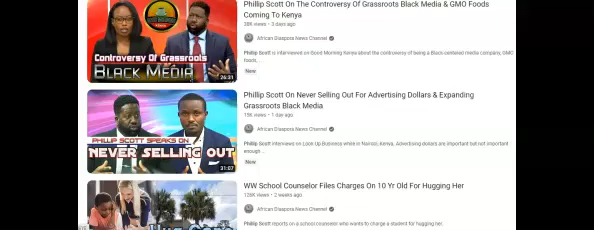 Phillip Scott On The Controversy Of Grassroots Black Media & GMO Foods
Coming To Kenya
38K views • 3 days ago
African Diaspora News Channel
Phillip Scott is interviewed on Good Morning Kenya about the controversy of being a Black-centered media company, GMO
foods, ...
New
Controversy Of Grassroots
BLACK MEDIA
26:31
Phillip Scott On Never Selling Out For Advertising Dollars & Expanding
Grassroots Black Media
19K views • 1 day ago
African Diaspora News Channel
Phillip Scott interviews on Look Up Business while in Nairobi, Kenya. Advertising dollars are important but not important
enough ...
New
PHILLIP SCOTT SPEAKS ON
NEVER SELLING OUT
31:07
WW School Counselor Files Charges On 10 Yr Old For Hugging Her
126K views • 2 weeks ago
African Diaspora News Channel
Phillip Scott reports on a school counselor who wants to charge a student for hugging her.